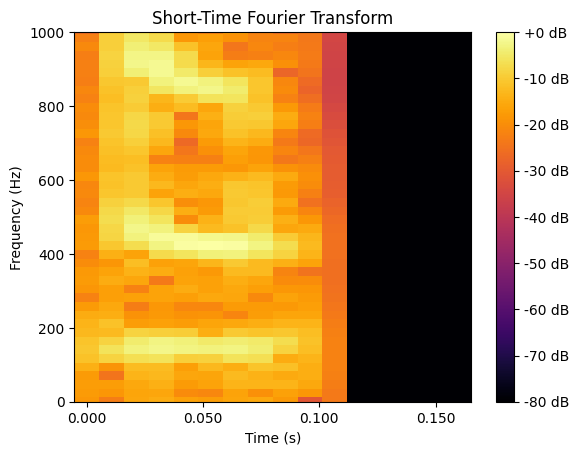 Short-Time Fourier Transform
Frequency (Hz)
1000
800
600
400
200
0
0.000
0.050
0.100
0.150
Time (s)
+0 dB
-10 dB
-20 dB
-30 dB
-40 dB
-50 dB
-60 dB
-70 dB
-80 dB